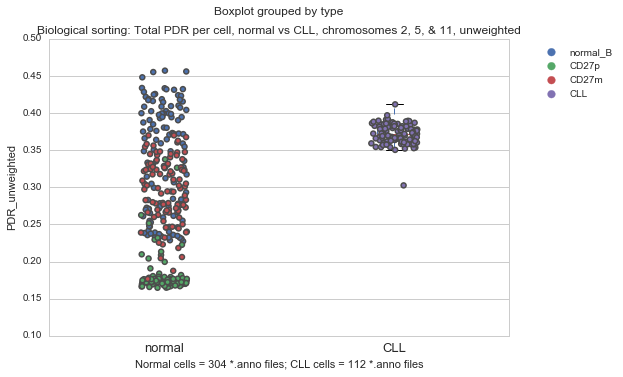 Boxplot grouped by type
Biological sorting: Total PDR per cell, normal vs CLL, chromosomes 2, 5, & 11, unweighted
0.50
0.45
0.40
0.35
0.30
0.25
0.20
0.15
0.10
PDR_unweighted
normal
CLL
Normal cells = 304 *.anno files; CLL cells = 112 *.anno files
normal_B
CD27p
CD27m
CLL